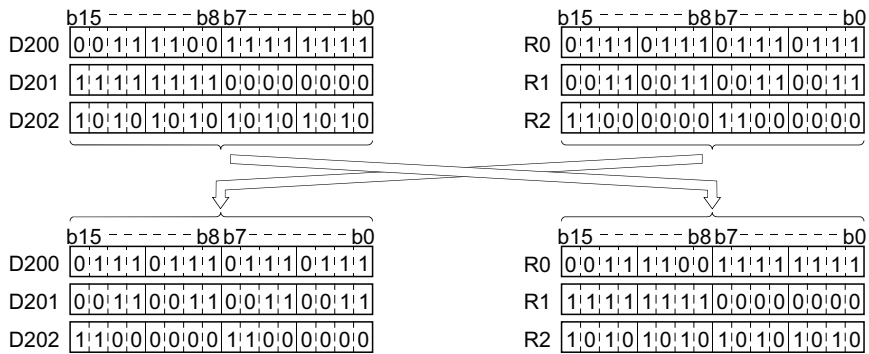 b15 b8 b7 b0 b15 b8 b7 b0
D200 0 0 1 1 1 1 0 0 1 1 1 1 1 1 1 1 R0 0 1 1 1 0 1 1 1 0 1 1 1 0 1 1 1
D201 1 1 1 1 1 1 1 1 0 0 0 0 0 0 0 0 R1 0 0 1 1 0 0 1 1 0 0 1 1 0 0 1 1
D202 1 0 1 0 1 0 1 0 1 0 1 0 1 0 1 0 R2 1 1 0 0 0 0 0 0 1 1 0 0 0 0 0 0
b15 b8 b7 b0 b15 b8 b7 b0
D200 0 1 1 1 0 1 1 1 0 1 1 1 0 1 1 1 R0 0 0 1 1 1 1 0 0 1 1 1 1 1 1 1 1
D201 0 0 1 1 0 0 1 1 0 0 1 1 0 0 1 1 R1 1 1 1 1 1 1 1 1 0 0 0 0 0 0 0 0
D202 1 1 0 0 0 0 0 0 1 1 0 0 0 0 0 0 R2 1 0 1 0 1 0 1 0 1 0 1 0 1 0 1 0